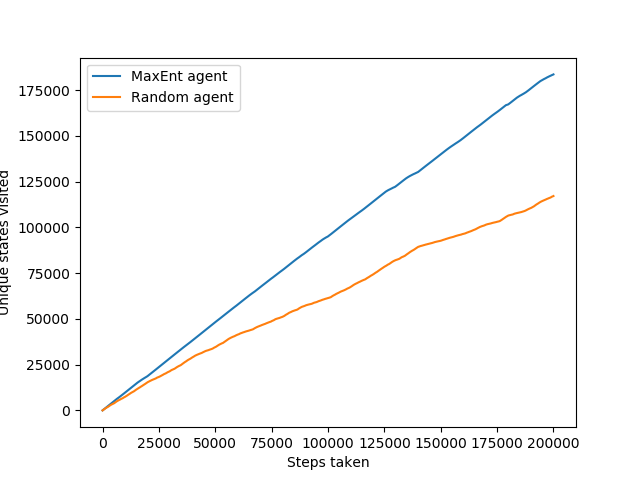 MaxEnt agent
Random agent
175000
150000
125000
100000
75000
50000
25000
0
Unique states visited
0 25000 50000 75000 100000 125000 150000 175000 200000
Steps taken